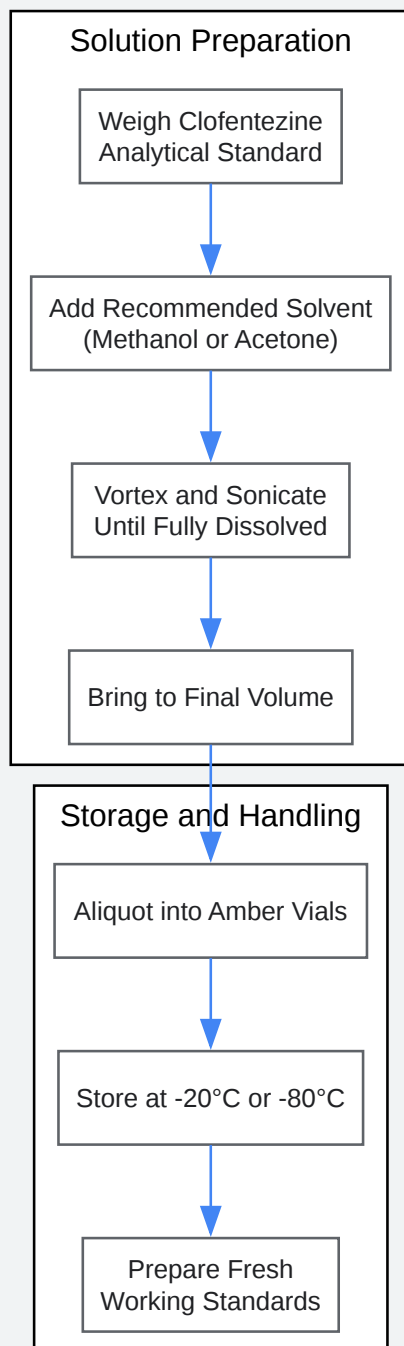 Solution Preparation
Weigh Clofentezine
Analytical Standard
Add Recommended Solvent
(Methanol or Acetone)
Vortex and Sonicate
Until Fully Dissolved
Bring to Final Volume
Storage and Handling
Aliquot into Amber Vials
Store at -20°C or -80°C
Prepare Fresh
Working Standards